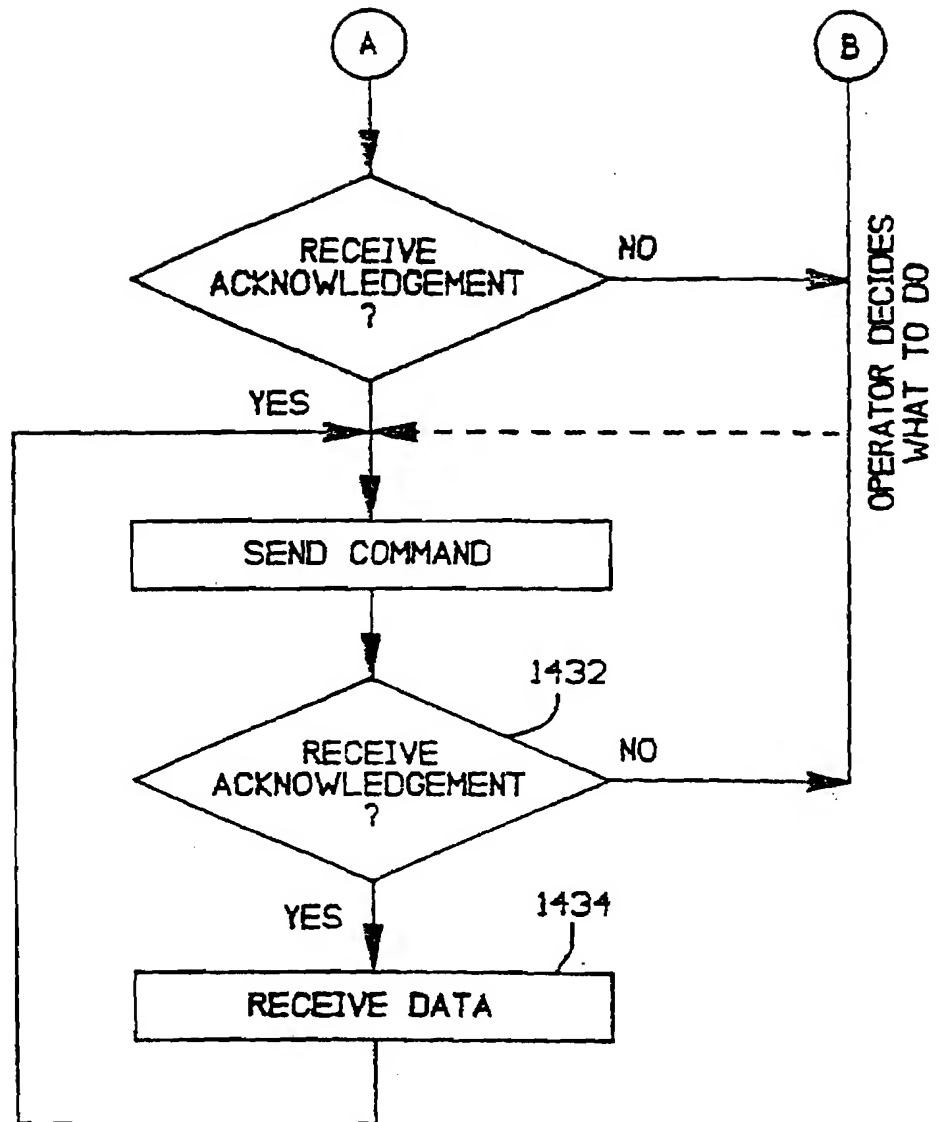 A
B
RECEIVE
ACKNOWLEDGEMENT
?
NO
YES
OPERATOR DECIDES
WHAT TO DO
SEND COMMAND
1432
RECEIVE
ACKNOWLEDGEMENT
?
NO
YES
1434
RECEIVE DATA